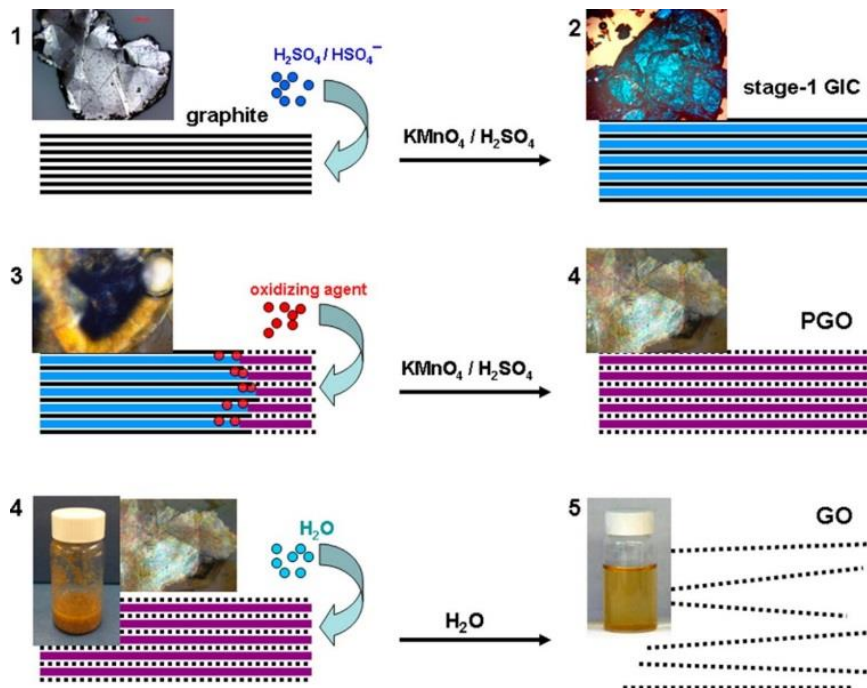 1
H₂SO₄ / HSO₄⁻
graphite
KMnO₄ / H₂SO₄
2
stage-1 GIC
3
oxidizing agent
KMnO₄ / H₂SO₄
4
PGO
4
H₂O
H₂O
5
GO